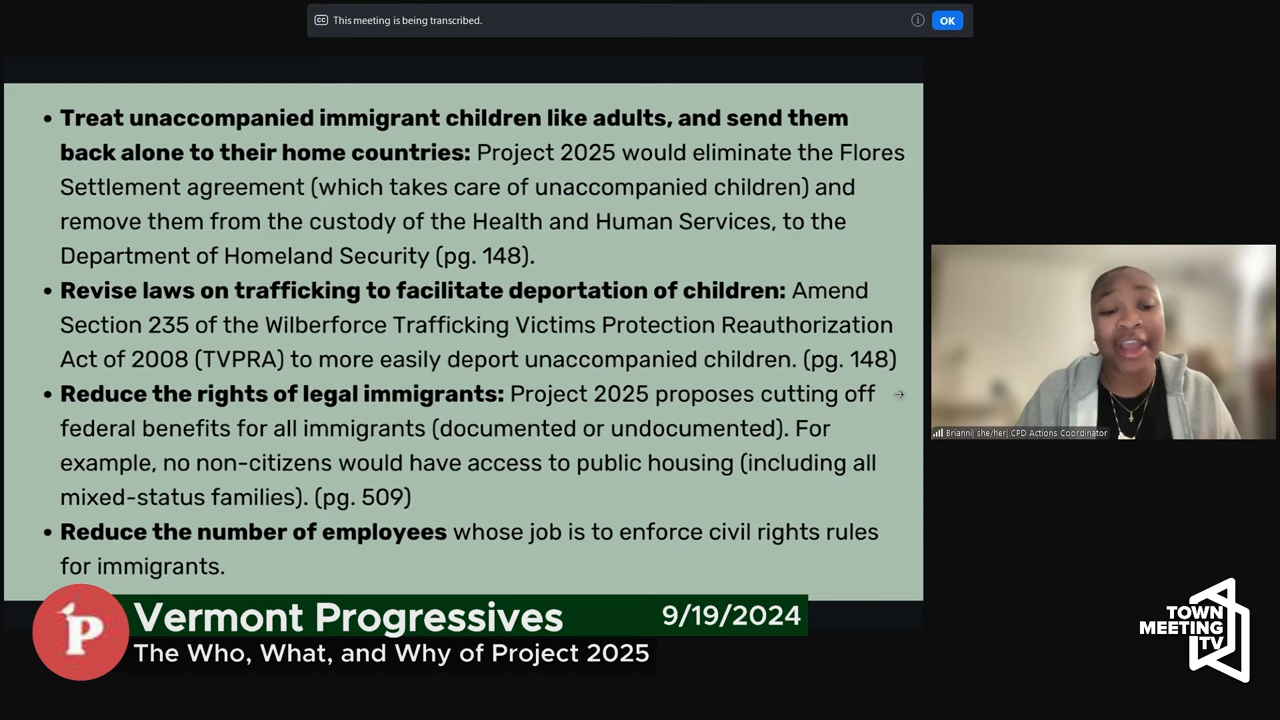 This meeting is being transcribed.
OK
• Treat unaccompanied immigrant children like adults, and send them
back alone to their home countries: Project 2025 would eliminate the Flores
Settlement agreement (which takes care of unaccompanied children) and
remove them from the custody of the Health and Human Services, to the
Department of Homeland Security (pg. 148).
• Revise laws on trafficking to facilitate deportation of children: Amend
Section 235 of the Wilberforce Trafficking Victims Protection Reauthorization
Act of 2008 (TVPRA) to more easily deport unaccompanied children. (pg. 148)
• Reduce the rights of legal immigrants: Project 2025 proposes cutting off
federal benefits for all immigrants (documented or undocumented). For
example, no non-citizens would have access to public housing (including all
mixed-status families). (pg. 509)
• Reduce the number of employees whose job is to enforce civil rights rules
for immigrants.
Brianni| she/her| CPD Actions Coordinator
P
Vermont Progressives 9/19/2024
The Who, What, and Why of Project 2025
TOWN
MEETING
TV